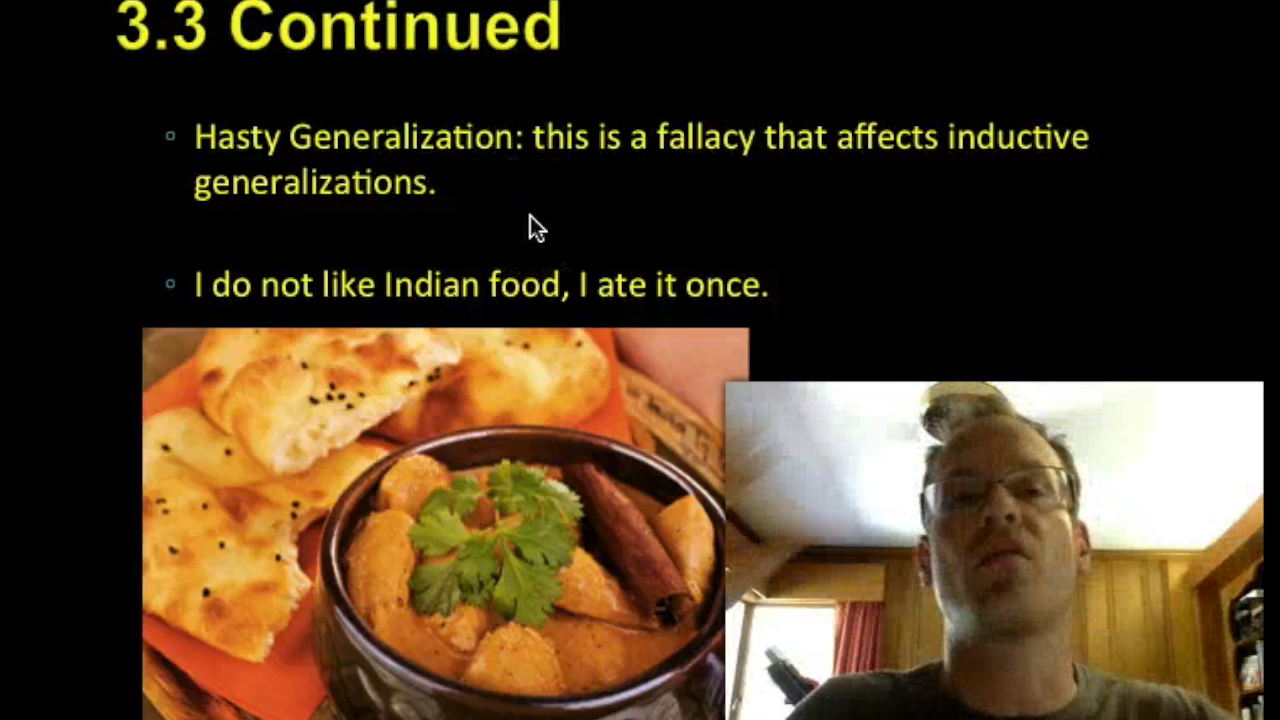 3.3 Continued
Hasty Generalization: this is a fallacy that affects inductive
generalizations.
I do not like Indian food, I ate it once.